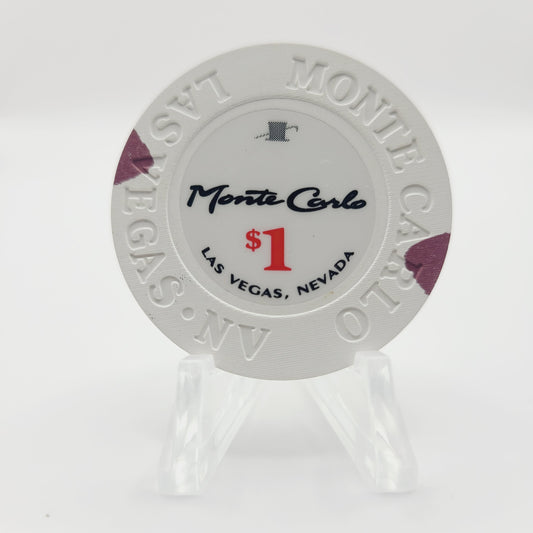 MONTE CARLO
LAS VEGAS · NV
Monte Carlo
$1
LAS VEGAS, NEVADA